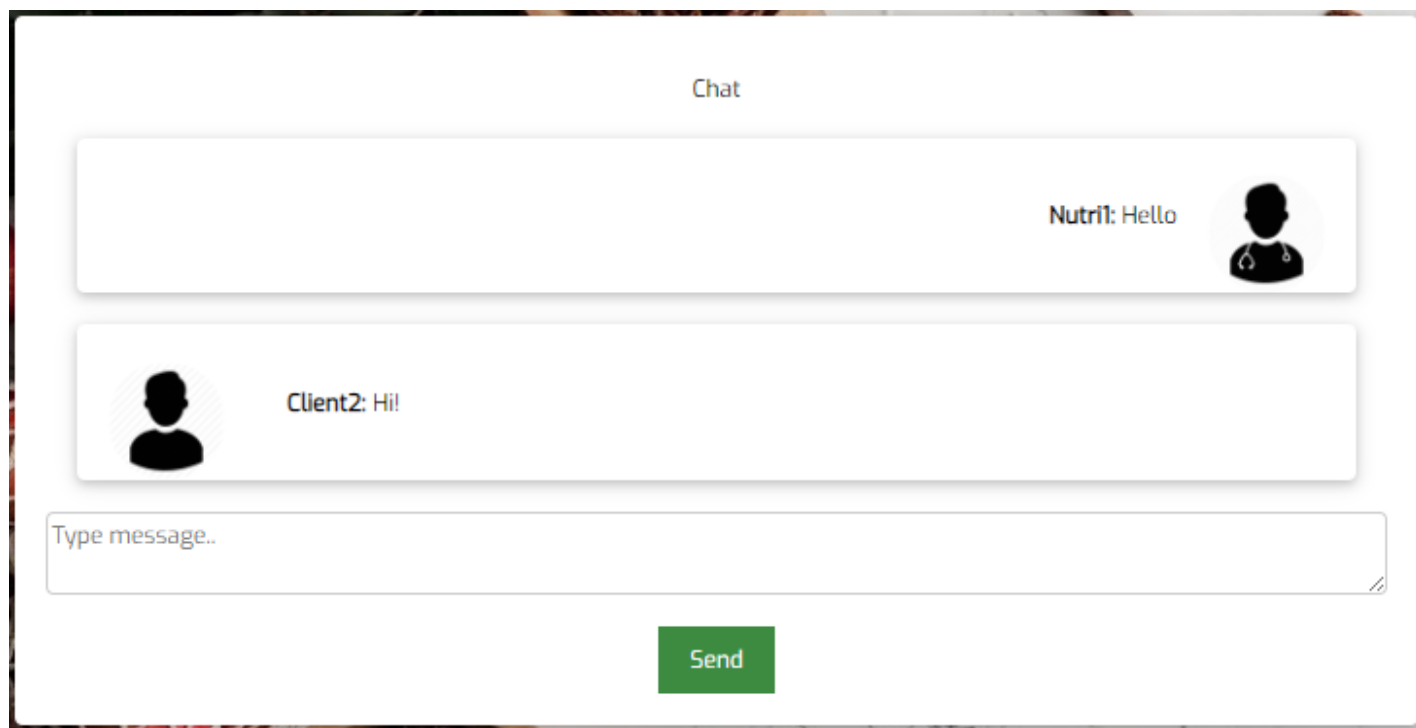 Chat
Nutri1: Hello
Client2: Hi!
Type message..
Send